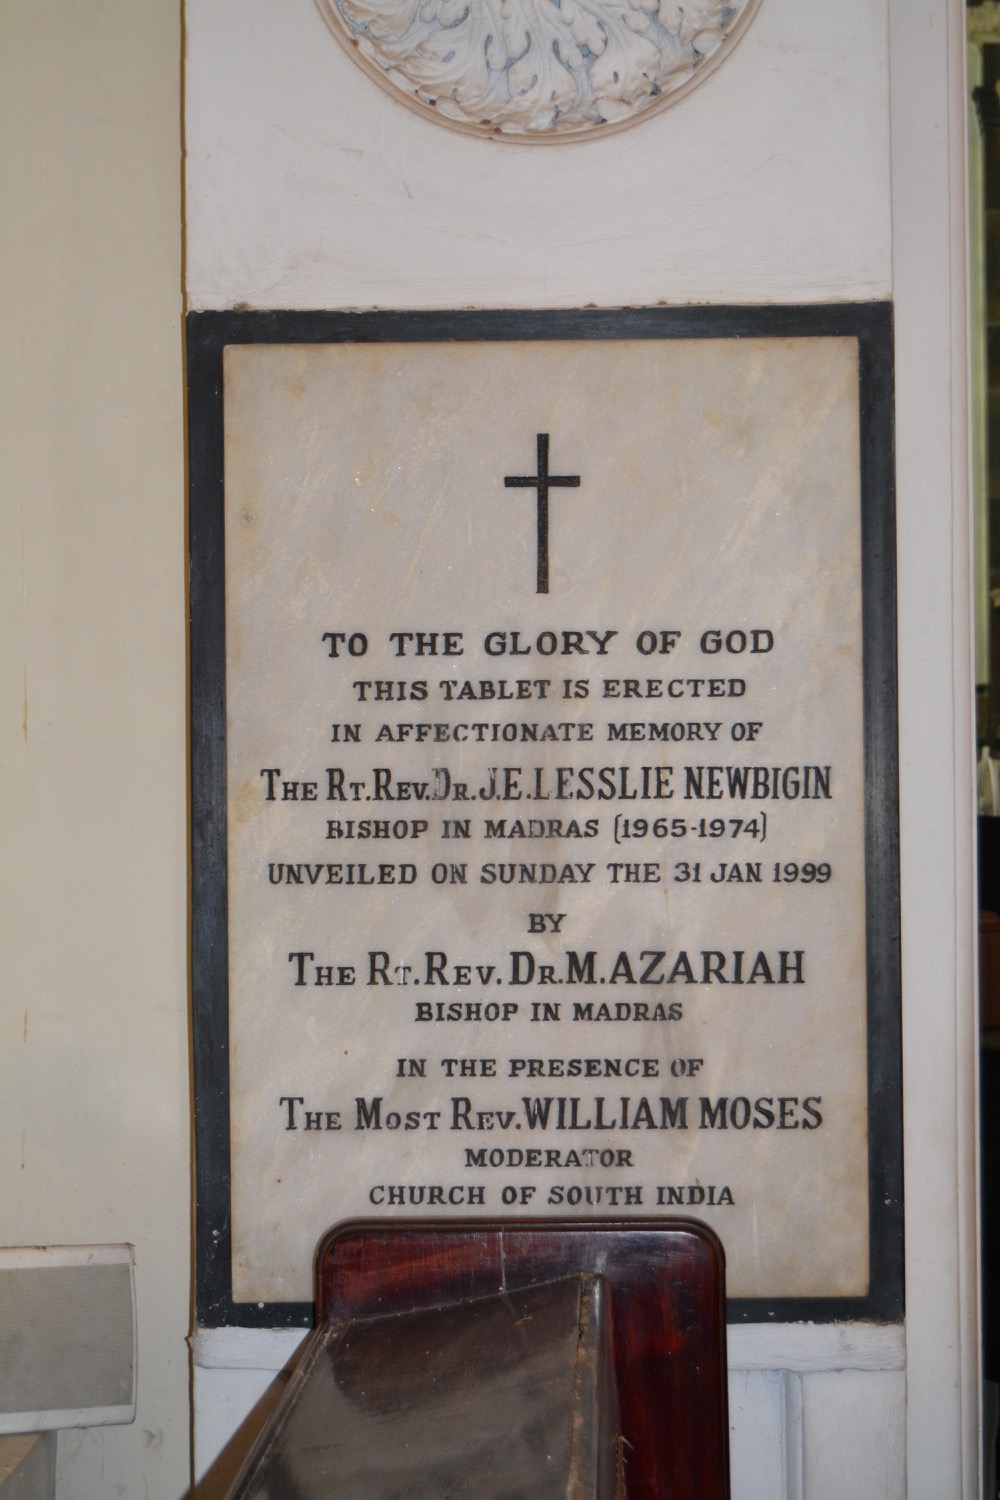 TO THE GLORY OF GOD
THIS TABLET IS ERECTED
IN AFFECTIONATE MEMORY OF
THE RT.REV.DR.J.E.LESSLIE NEWBIGIN
BISHOP IN MADRAS (1965-1974)
UNVEILED ON SUNDAY THE 31 JAN 1999
BY
THE RT.REV.DR.M.AZARIAH
BISHOP IN MADRAS
IN THE PRESENCE OF
THE MOST REV.WILLIAM MOSES
MODERATOR
CHURCH OF SOUTH INDIA